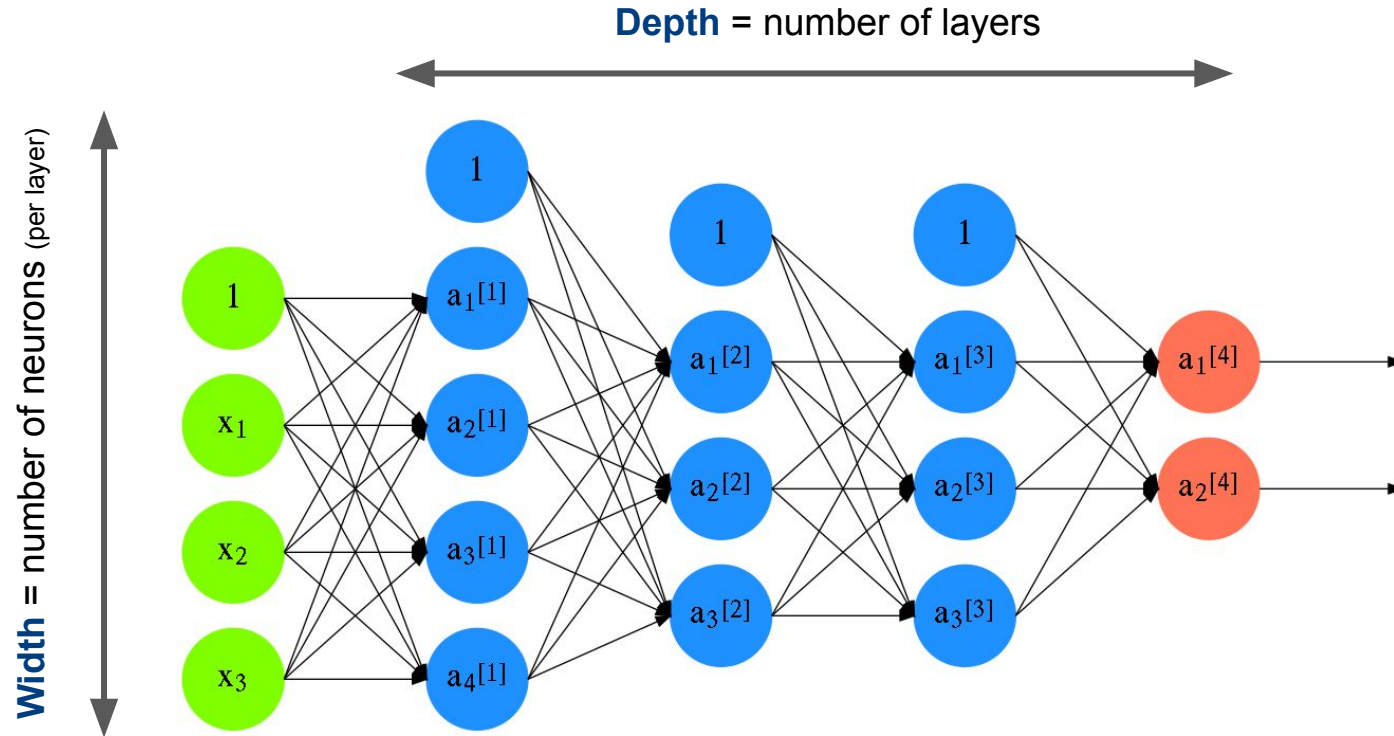 Depth = number of layers
Width = number of neurons (per layer)
1
1 1
1 a₁[1]
a₁[2] a₁[3] a₁[4]
x₁ a₂[1]
a₂[2] a₂[3] a₂[4]
x₂ a₃[1]
a₃[2] a₃[3]
x₃ a₄[1]